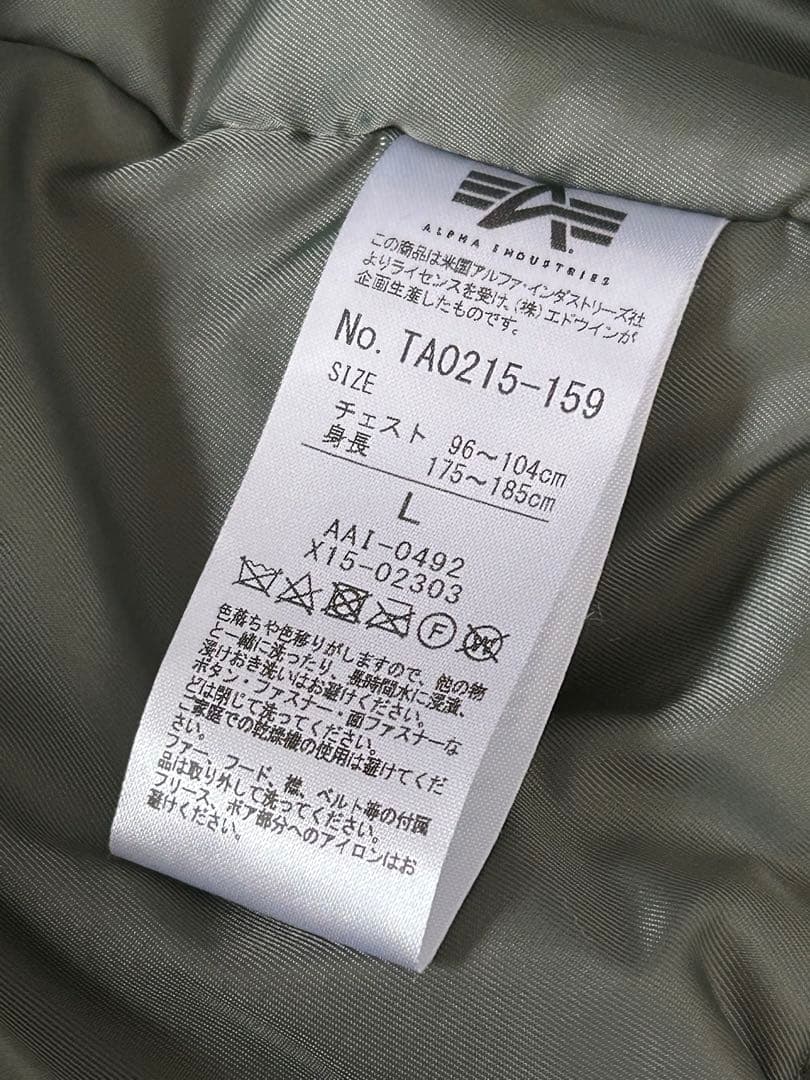 ALPHA INDUSTRIES
この商品は米国アルファ・インダストリーズ社
よりライセンスを受け、(株)エドウインが
企画生産したものです。
No. TA0215-159
SIZE
チェスト 96～104cm
身長 175～185cm
L
AAI-0492
X15-02303
F
色落ちや色移りがしますので、他の物
と一緒に洗ったり、長時間水に浸漬、
浸けおき洗いはお避けください。
ボタン・ファスナー・面ファスナーな
どは閉じて洗ってください。
ご家庭での乾燥機の使用は避けてくだ
さい。
ファー、フード、襟、ベルト等の付属
品は取り外して洗ってください。
フリース、ボア部分へのアイロンはお
避けください。